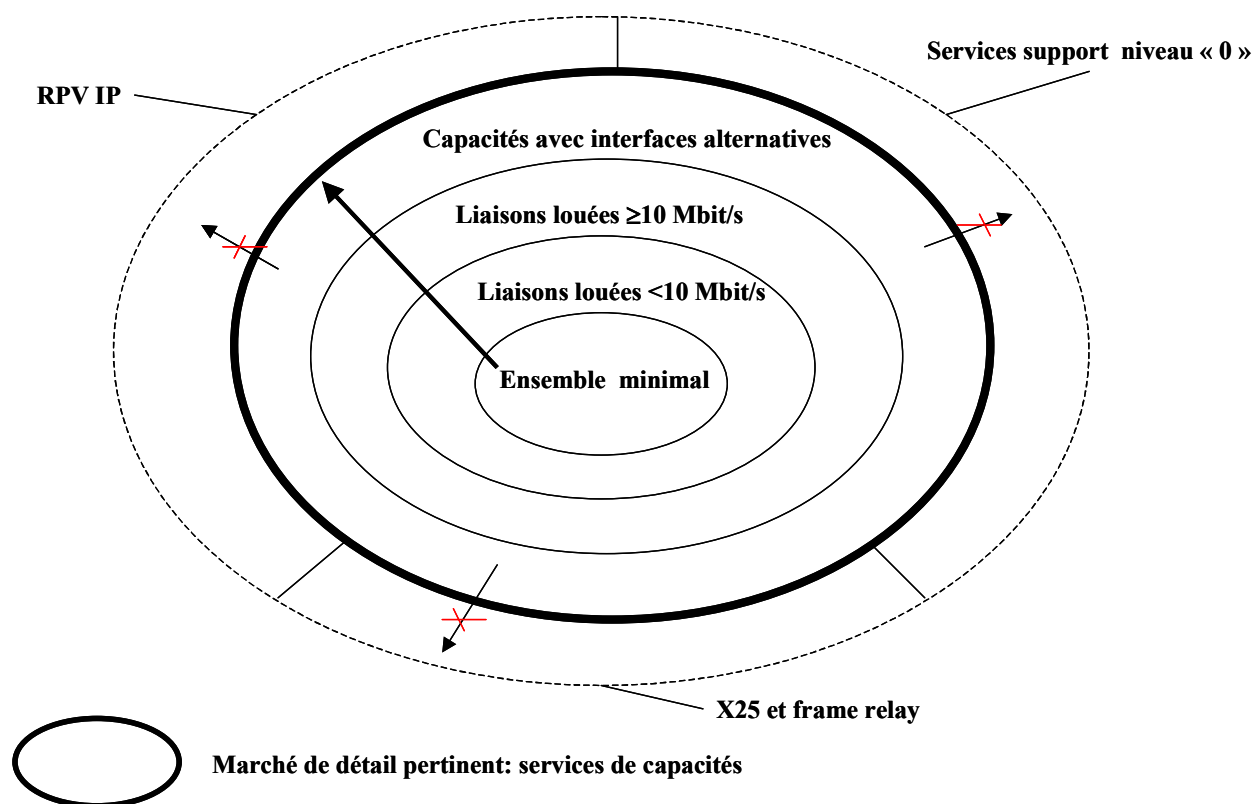 Services support niveau « 0 »
RPV IP
Capacités avec interfaces alternatives
Liaisons louées ≥10 Mbit/s
Liaisons louées <10 Mbit/s
Ensemble minimal
X25 et frame relay
Marché de détail pertinent: services de capacités